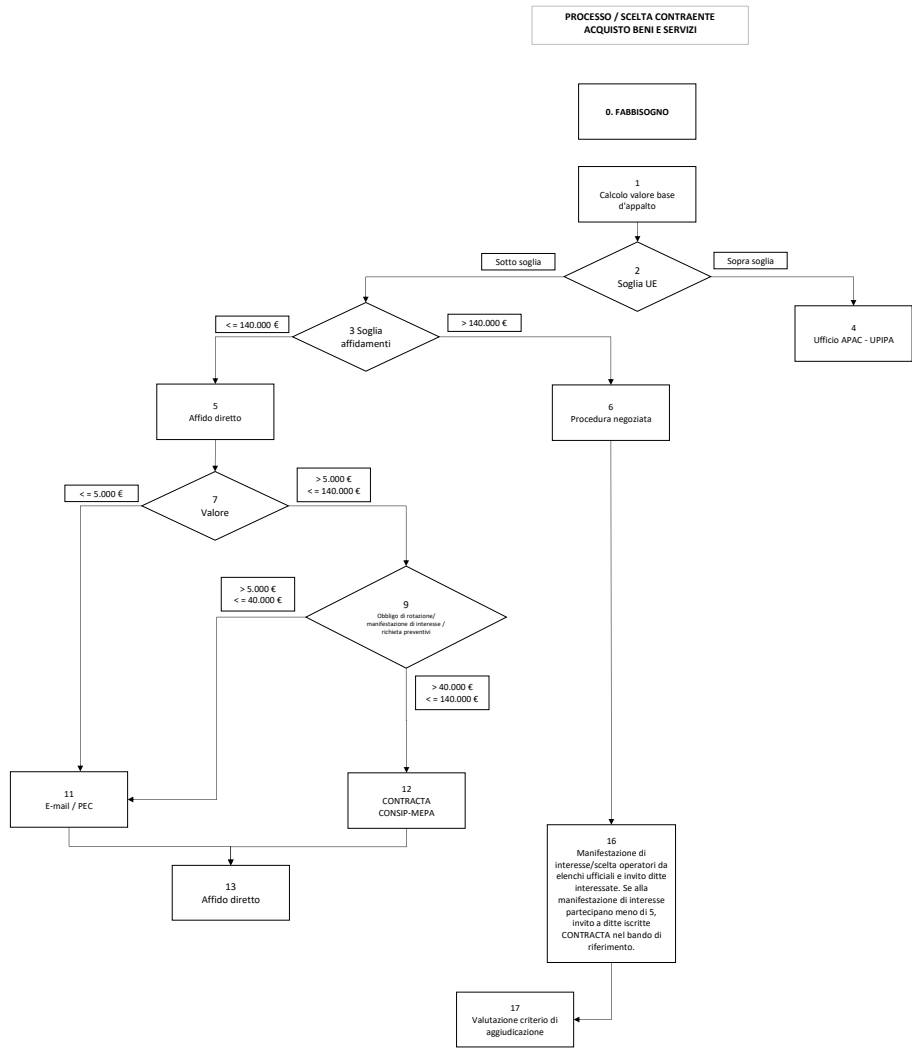 PROCESSO / SCELTA CONTRAENTE
ACQUISTO BENI E SERVIZI
0. FABBISOGNO
1
Calcolo valore base
d'appalto
Sotto soglia
2
Soglia UE
Sopra soglia
< = 140.000 €
3 Soglia
affidamenti
> 140.000 €
4
Ufficio APAC - UPIPA
5
Affido diretto
6
Procedura negoziata
< = 5.000 €
7
Valore
> 5.000 €
< = 140.000 €
> 5.000 €
< = 40.000 €
9
Obbligo di rotazione/
manifestazione di interesse /
richieta preventivi
> 40.000 €
< = 140.000 €
11
E-mail / PEC
12
CONTRACTA
CONSIP-MEPA
13
Affido diretto
16
Manifestazione di
interesse/scelta operatori da
elenchi ufficiali e invito ditte
interessate. Se alla
manifestazione di interesse
partecipano meno di 5,
invito a ditte iscritte
CONTRACTA nel bando di
riferimento.
17
Valutazione criterio di
aggiudicazione